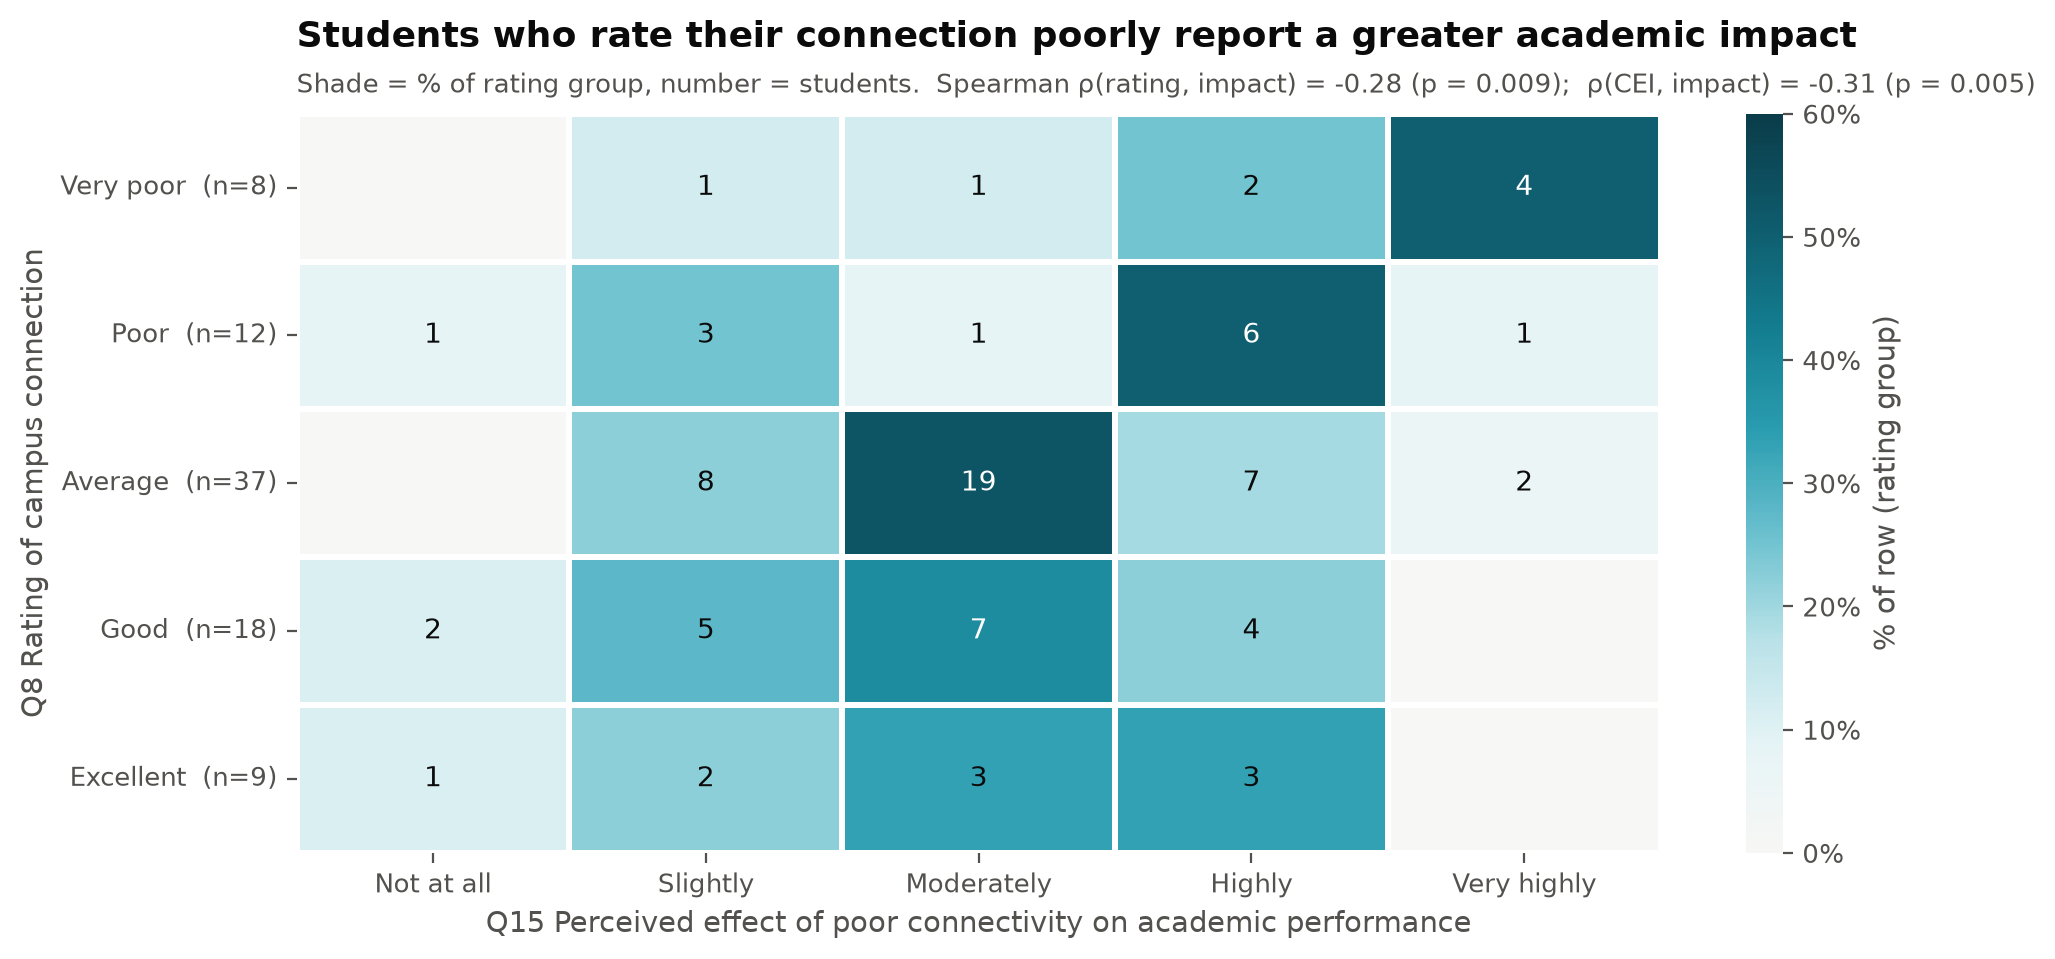 Students who rate their connection poorly report a greater academic impact
Shade = % of rating group, number = students.  Spearman ρ(rating, impact) = -0.28 (p = 0.009);  ρ(CEI, impact) = -0.31 (p = 0.005)
Q8 Rating of campus connection
Very poor  (n=8)
1
1
2
4
Poor  (n=12)
1
3
1
6
1
Average  (n=37)
8
19
7
2
Good  (n=18)
2
5
7
4
Excellent  (n=9)
1
2
3
3
Not at all
Slightly
Moderately
Highly
Very highly
Q15 Perceived effect of poor connectivity on academic performance
60%
50%
40%
30%
20%
10%
0%
% of row (rating group)